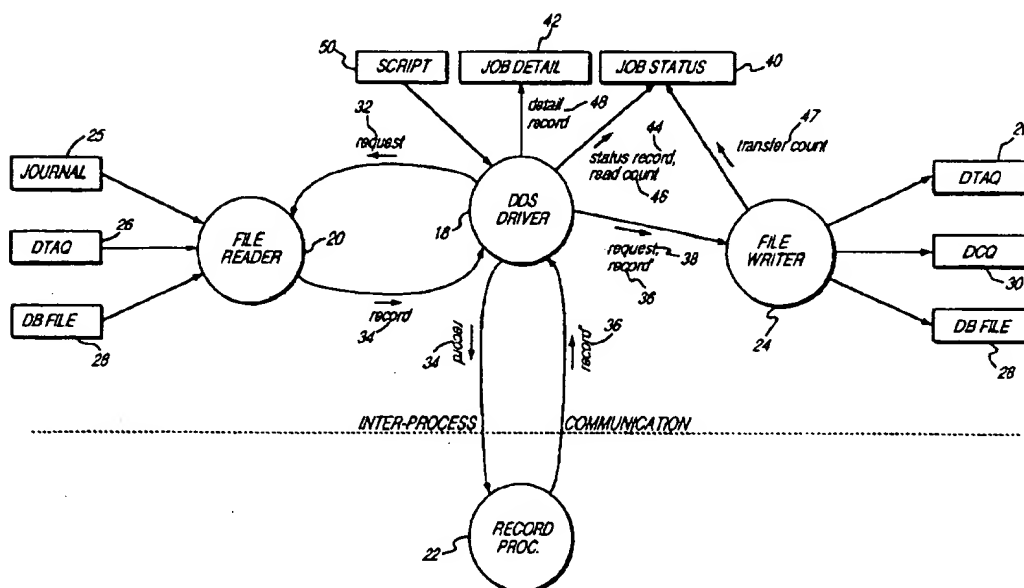 42
50
SCRIPT
JOB DETAIL
JOB STATUS
40
detail
record
48
32
request
44
status record,
read count
46
47
transfer count
25
JOURNAL
26
DTAQ
DB FILE
28
FILE
READER
20
record
34
18
DDS
DRIVER
request, record*
38
36
FILE
WRITER
24
DTAQ
DCQ
30
DB FILE
28
record
34
record*
36
INTER-PROCESS COMMUNICATION
22
RECORD
PROC.